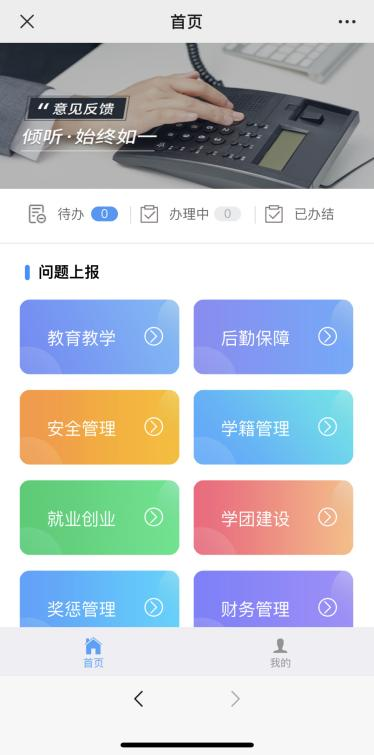 首页
意见反馈
倾听·始终如一
待办 0 办理中 0 已办结
问题上报
教育教学 后勤保障
安全管理 学籍管理
就业创业 学团建设
奖惩管理 财务管理
首页 我的